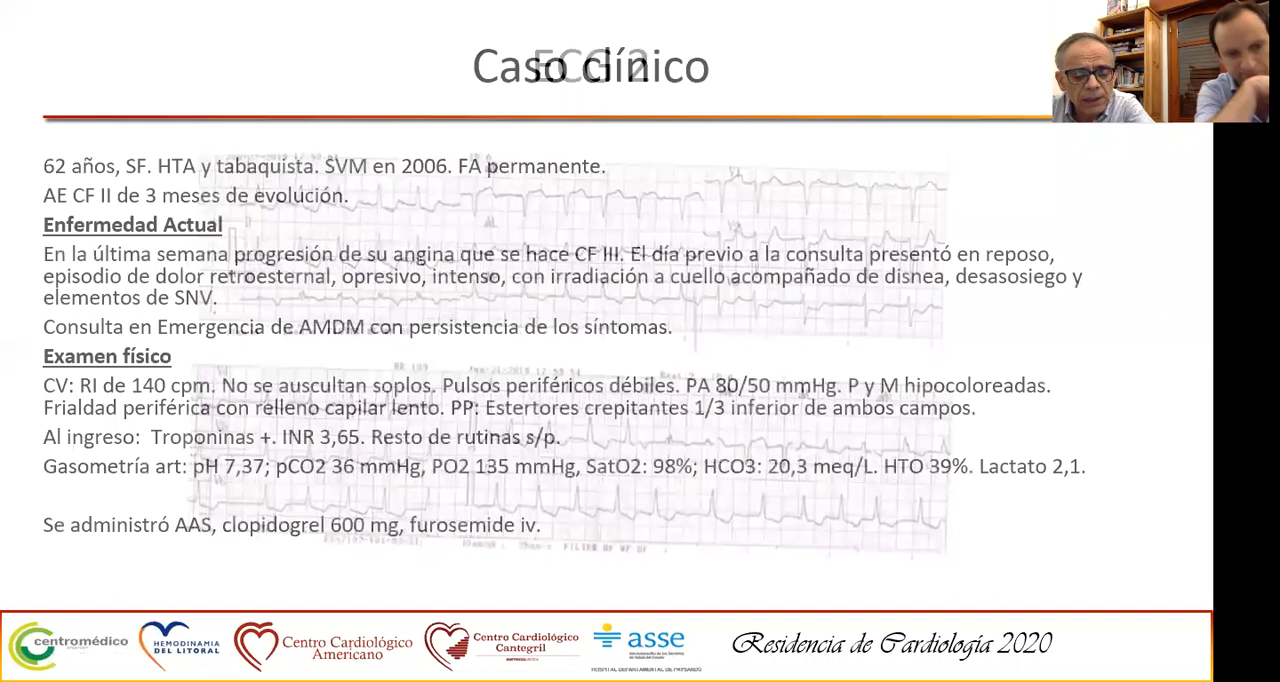 Caso clínico
ECG 2
62 años, SF. HTA y tabaquista. SVM en 2006. FA permanente.
AE CF II de 3 meses de evolución.
Enfermedad Actual
En la última semana progresión de su angina que se hace CF III. El día previo a la consulta presentó en reposo,
episodio de dolor retroesternal, opresivo, intenso, con irradiación a cuello acompañado de disnea, desasosiego y
elementos de SNV.
Consulta en Emergencia de AMDM con persistencia de los síntomas.
Examen físico
CV: RI de 140 cpm. No se auscultan soplos. Pulsos periféricos débiles. PA 80/50 mmHg. P y M hipocoloreadas.
Frialdad periférica con relleno capilar lento. PP: Estertores crepitantes 1/3 inferior de ambos campos.
Al ingreso: Troponinas +. INR 3,65. Resto de rutinas s/p.
Gasometría art: pH 7,37; pCO2 36 mmHg, PO2 135 mmHg, SatO2: 98%; HCO3: 20,3 meq/L. HTO 39%. Lactato 2,1.
Se administró AAS, clopidogrel 600 mg, furosemide iv.
centromédico
HEMODINAMIA
DEL LITORAL
Centro Cardiológico
Americano
Centro Cardiológico
Cantegril
asse
HOSPITAL DEPARTAMENTAL DE PAYSANDÚ
Residencia de Cardiología 2020